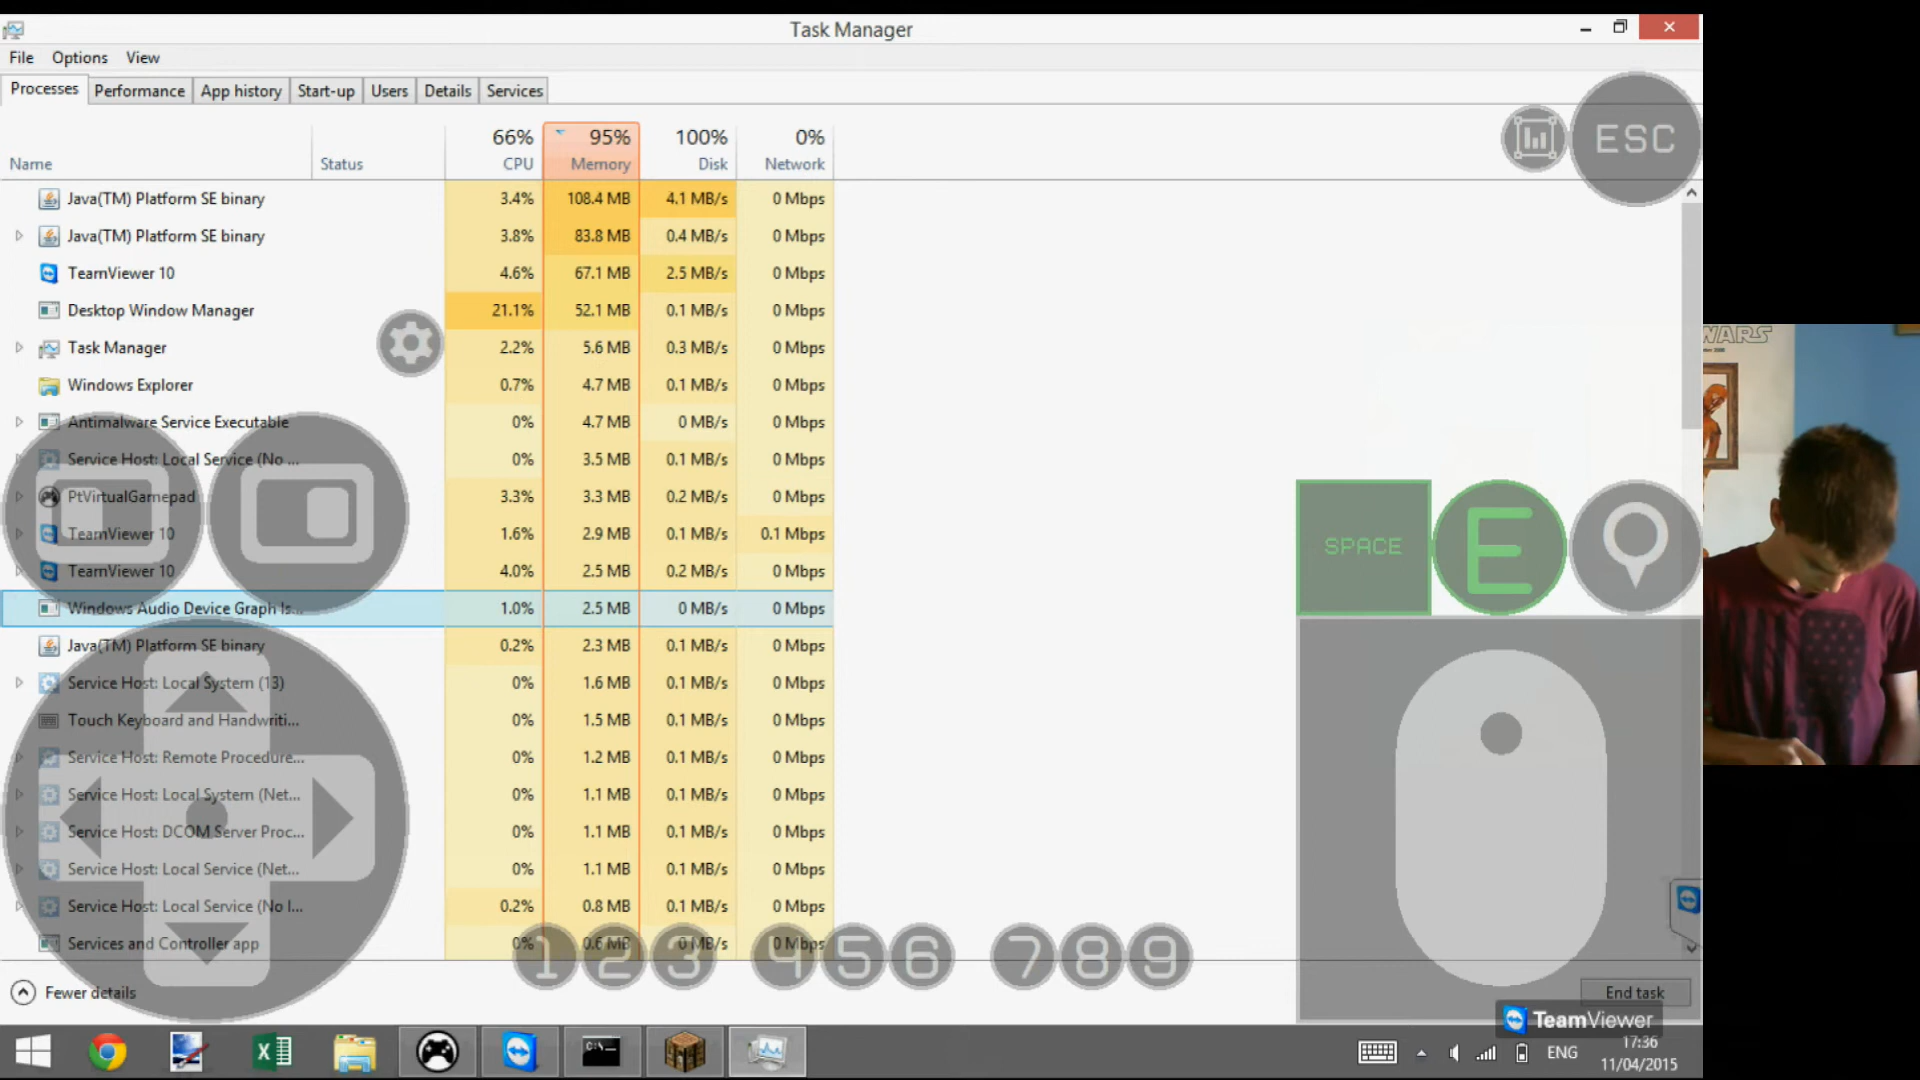 Task Manager
File Options View
Processes Performance App history Start-up Users Details Services
66% 95% 100% 0%
Name Status CPU Memory Disk Network
Java(TM) Platform SE binary 3.4% 108.4 MB 4.1 MB/s 0 Mbps
Java(TM) Platform SE binary 3.8% 83.8 MB 0.4 MB/s 0 Mbps
TeamViewer 10 4.6% 67.1 MB 2.5 MB/s 0 Mbps
Desktop Window Manager 21.1% 52.1 MB 0.1 MB/s 0 Mbps
Task Manager 2.2% 5.6 MB 0.3 MB/s 0 Mbps
Windows Explorer 0.7% 4.7 MB 0.1 MB/s 0 Mbps
Antimalware Service Executable 0% 4.7 MB 0 MB/s 0 Mbps
Service Host: Local Service (No ... 0% 3.5 MB 0.1 MB/s 0 Mbps
PtVirtualGamepad 3.3% 3.3 MB 0.2 MB/s 0 Mbps
TeamViewer 10 1.6% 2.9 MB 0.1 MB/s 0.1 Mbps
TeamViewer 10 4.0% 2.5 MB 0.2 MB/s 0 Mbps
Windows Audio Device Graph Is... 1.0% 2.5 MB 0 MB/s 0 Mbps
Java(TM) Platform SE binary 0.2% 2.3 MB 0.1 MB/s 0 Mbps
Service Host: Local System (13) 0% 1.6 MB 0.1 MB/s 0 Mbps
Touch Keyboard and Handwriti... 0% 1.5 MB 0.1 MB/s 0 Mbps
Service Host: Remote Procedure... 0% 1.2 MB 0.1 MB/s 0 Mbps
Service Host: Local System (Net... 0% 1.1 MB 0.1 MB/s 0 Mbps
Service Host: DCOM Server Proc... 0% 1.1 MB 0.1 MB/s 0 Mbps
Service Host: Local Service (Net... 0% 1.1 MB 0.1 MB/s 0 Mbps
Service Host: Local Service (No I... 0.2% 0.8 MB 0.1 MB/s 0 Mbps
Services and Controller app 0% 0.6 MB 0 MB/s 0 Mbps
Fewer details
End task
ESC
SPACE E
1 2 3 4 5 6 7 8 9
TeamViewer
ENG
17:36
11/04/2015
WARS